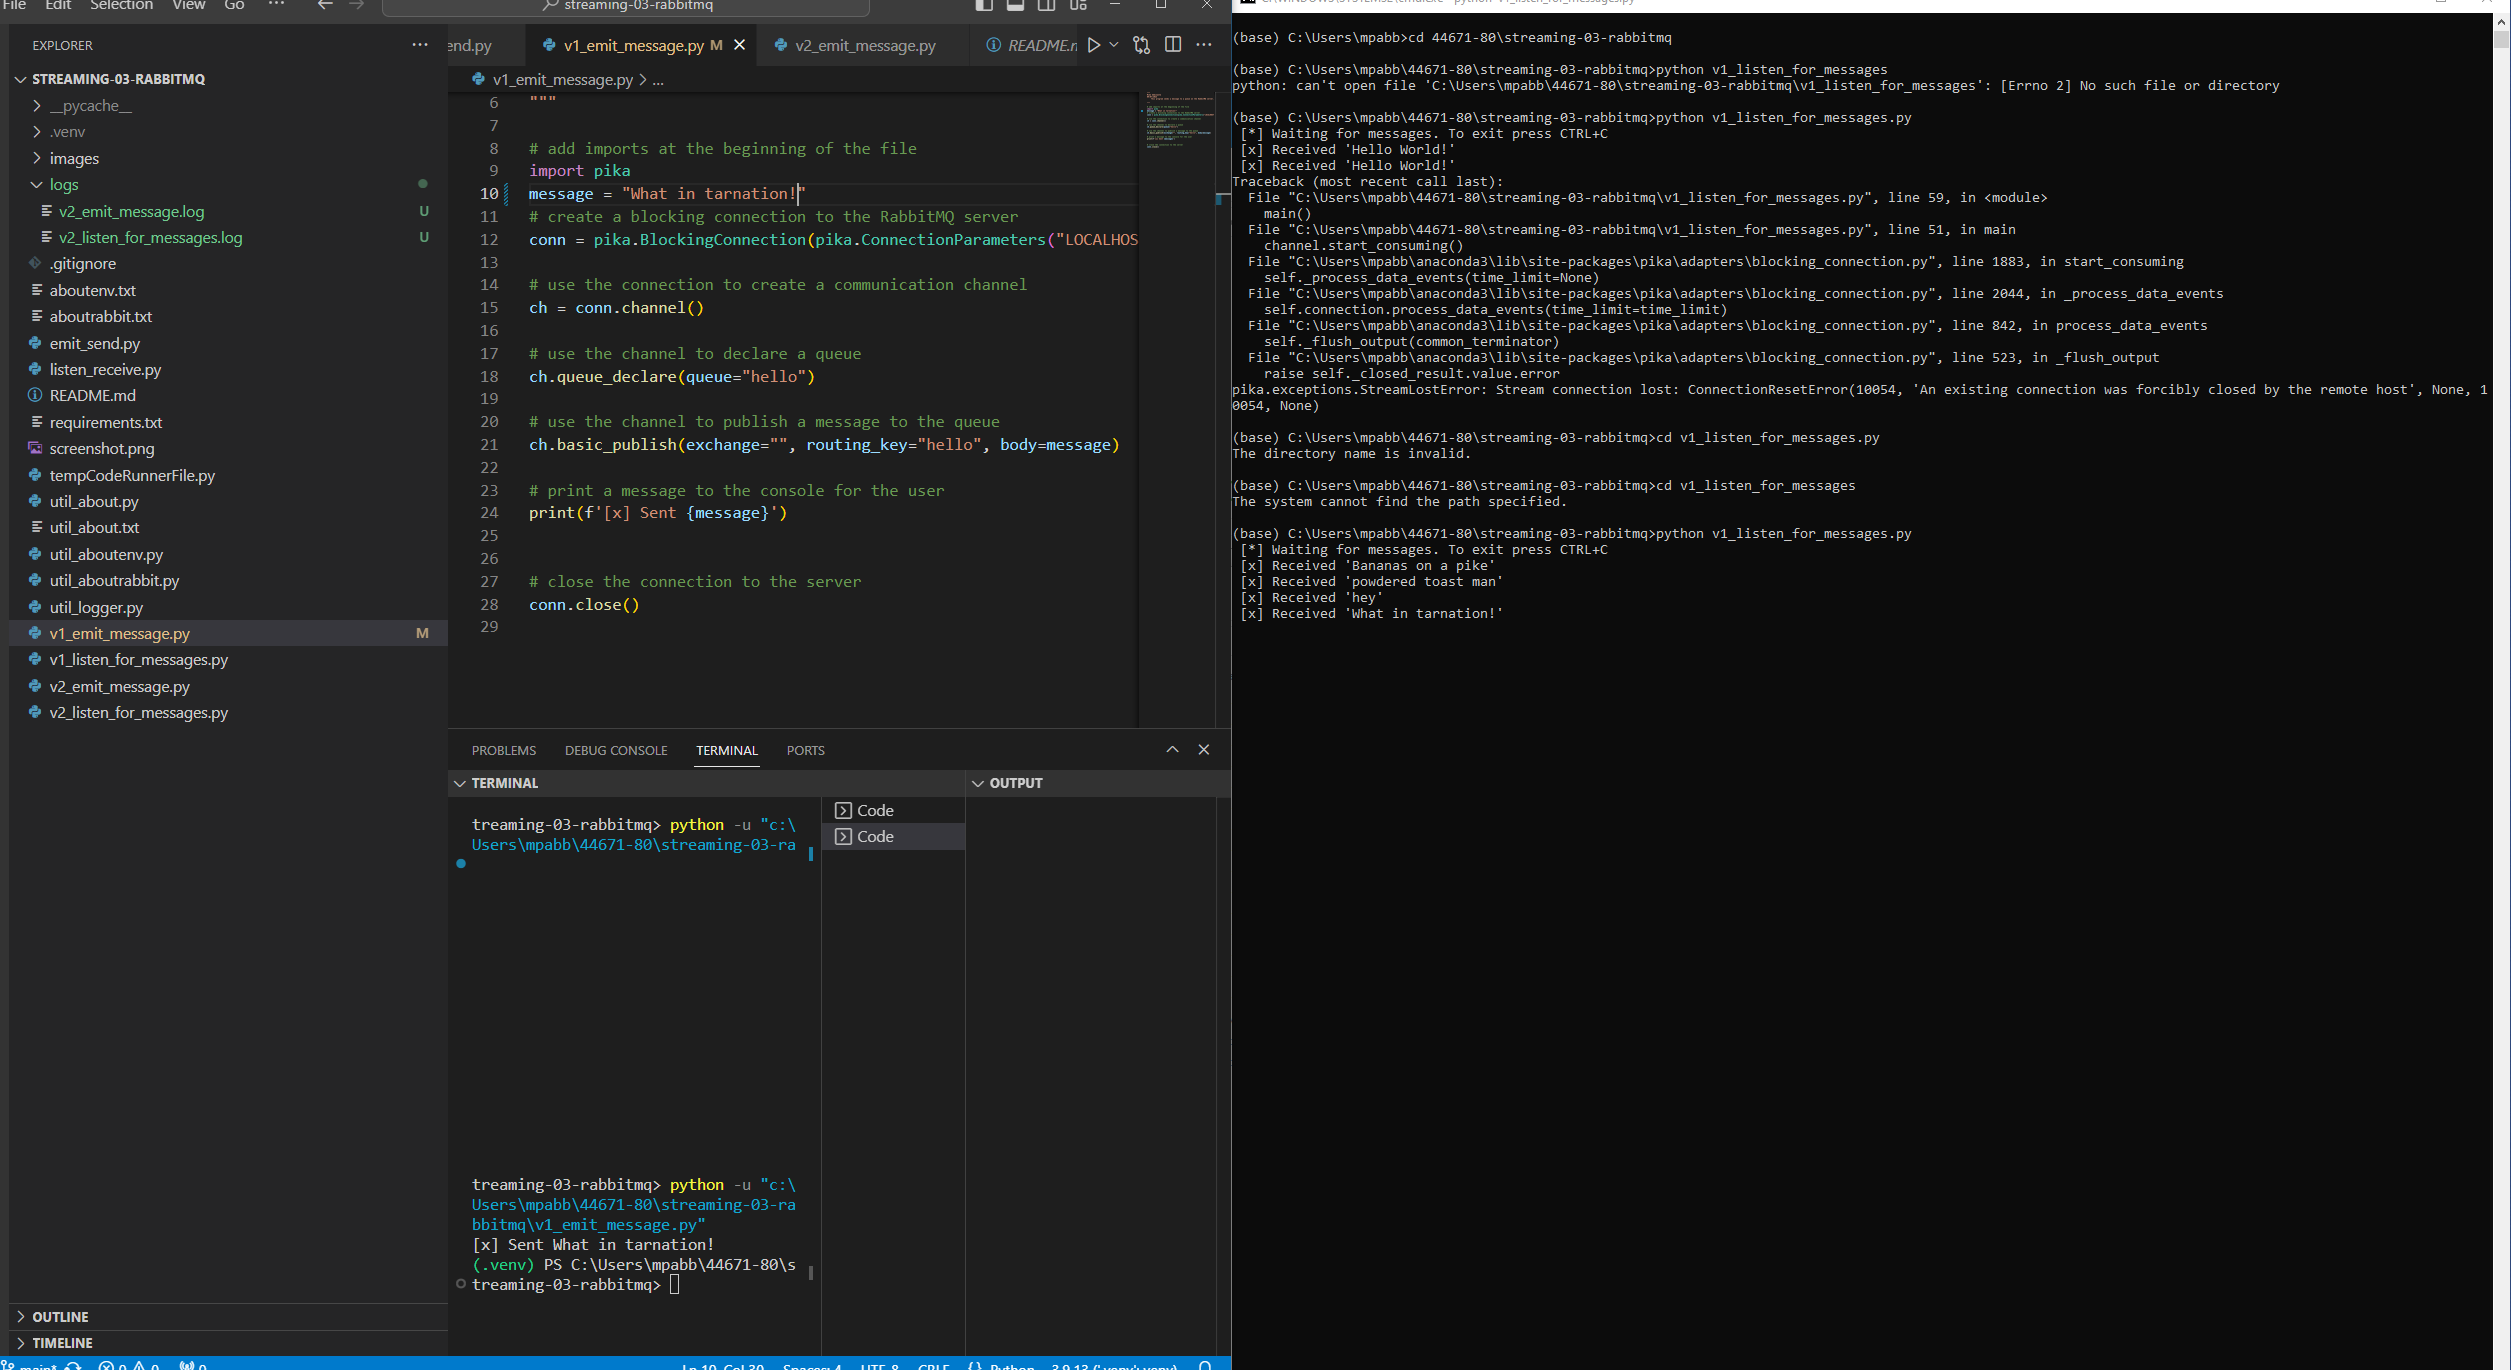 File Edit Selection View Go ··· streaming-03-rabbitmq
EXPLORER
STREAMING-03-RABBITMQ
__pycache__
.venv
images
logs
v2_emit_message.log U
v2_listen_for_messages.log U
.gitignore
aboutenv.txt
aboutrabbit.txt
emit_send.py
listen_receive.py
README.md
requirements.txt
screenshot.png
tempCodeRunnerFile.py
util_about.py
util_about.txt
util_aboutenv.py
util_aboutrabbit.py
util_logger.py
v1_emit_message.py M
v1_listen_for_messages.py
v2_emit_message.py
v2_listen_for_messages.py
OUTLINE
TIMELINE
end.py v1_emit_message.py M v2_emit_message.py README.m
v1_emit_message.py > ...
6 """
7
8 # add imports at the beginning of the file
9 import pika
10 message = "What in tarnation!"
11 # create a blocking connection to the RabbitMQ server
12 conn = pika.BlockingConnection(pika.ConnectionParameters("LOCALHOS
13
14 # use the connection to create a communication channel
15 ch = conn.channel()
16
17 # use the channel to declare a queue
18 ch.queue_declare(queue="hello")
19
20 # use the channel to publish a message to the queue
21 ch.basic_publish(exchange="", routing_key="hello", body=message)
22
23 # print a message to the console for the user
24 print(f'[x] Sent {message}')
25
26
27 # close the connection to the server
28 conn.close()
29
PROBLEMS DEBUG CONSOLE TERMINAL PORTS
TERMINAL
treaming-03-rabbitmq> python -u "c:\
Users\mpabb\44671-80\streaming-03-ra
treaming-03-rabbitmq> python -u "c:\
Users\mpabb\44671-80\streaming-03-ra
bbitmq\v1_emit_message.py"
[x] Sent What in tarnation!
(.venv) PS C:\Users\mpabb\44671-80\s
treaming-03-rabbitmq>
Code
Code
OUTPUT
main* 0 0 0 Ln 10, Col 30 Spaces: 4 UTF-8 CRLF Python 3.9.13 ('.venv': venv)
(base) C:\Users\mpabb>cd 44671-80\streaming-03-rabbitmq
(base) C:\Users\mpabb\44671-80\streaming-03-rabbitmq>python v1_listen_for_messages
python: can't open file 'C:\Users\mpabb\44671-80\streaming-03-rabbitmq\v1_listen_for_messages': [Errno 2] No such file or directory
(base) C:\Users\mpabb\44671-80\streaming-03-rabbitmq>python v1_listen_for_messages.py
[*] Waiting for messages. To exit press CTRL+C
[x] Received 'Hello World!'
[x] Received 'Hello World!'
Traceback (most recent call last):
File "C:\Users\mpabb\44671-80\streaming-03-rabbitmq\v1_listen_for_messages.py", line 59, in <module>
main()
File "C:\Users\mpabb\44671-80\streaming-03-rabbitmq\v1_listen_for_messages.py", line 51, in main
channel.start_consuming()
File "C:\Users\mpabb\anaconda3\lib\site-packages\pika\adapters\blocking_connection.py", line 1883, in start_consuming
self._process_data_events(time_limit=None)
File "C:\Users\mpabb\anaconda3\lib\site-packages\pika\adapters\blocking_connection.py", line 2044, in _process_data_events
self.connection.process_data_events(time_limit=time_limit)
File "C:\Users\mpabb\anaconda3\lib\site-packages\pika\adapters\blocking_connection.py", line 842, in process_data_events
self._flush_output(common_terminator)
File "C:\Users\mpabb\anaconda3\lib\site-packages\pika\adapters\blocking_connection.py", line 523, in _flush_output
raise self._closed_result.value.error
pika.exceptions.StreamLostError: Stream connection lost: ConnectionResetError(10054, 'An existing connection was forcibly closed by the remote host', None, 1
0054, None)
(base) C:\Users\mpabb\44671-80\streaming-03-rabbitmq>cd v1_listen_for_messages.py
The directory name is invalid.
(base) C:\Users\mpabb\44671-80\streaming-03-rabbitmq>cd v1_listen_for_messages
The system cannot find the path specified.
(base) C:\Users\mpabb\44671-80\streaming-03-rabbitmq>python v1_listen_for_messages.py
[*] Waiting for messages. To exit press CTRL+C
[x] Received 'Bananas on a pike'
[x] Received 'powdered toast man'
[x] Received 'hey'
[x] Received 'What in tarnation!'